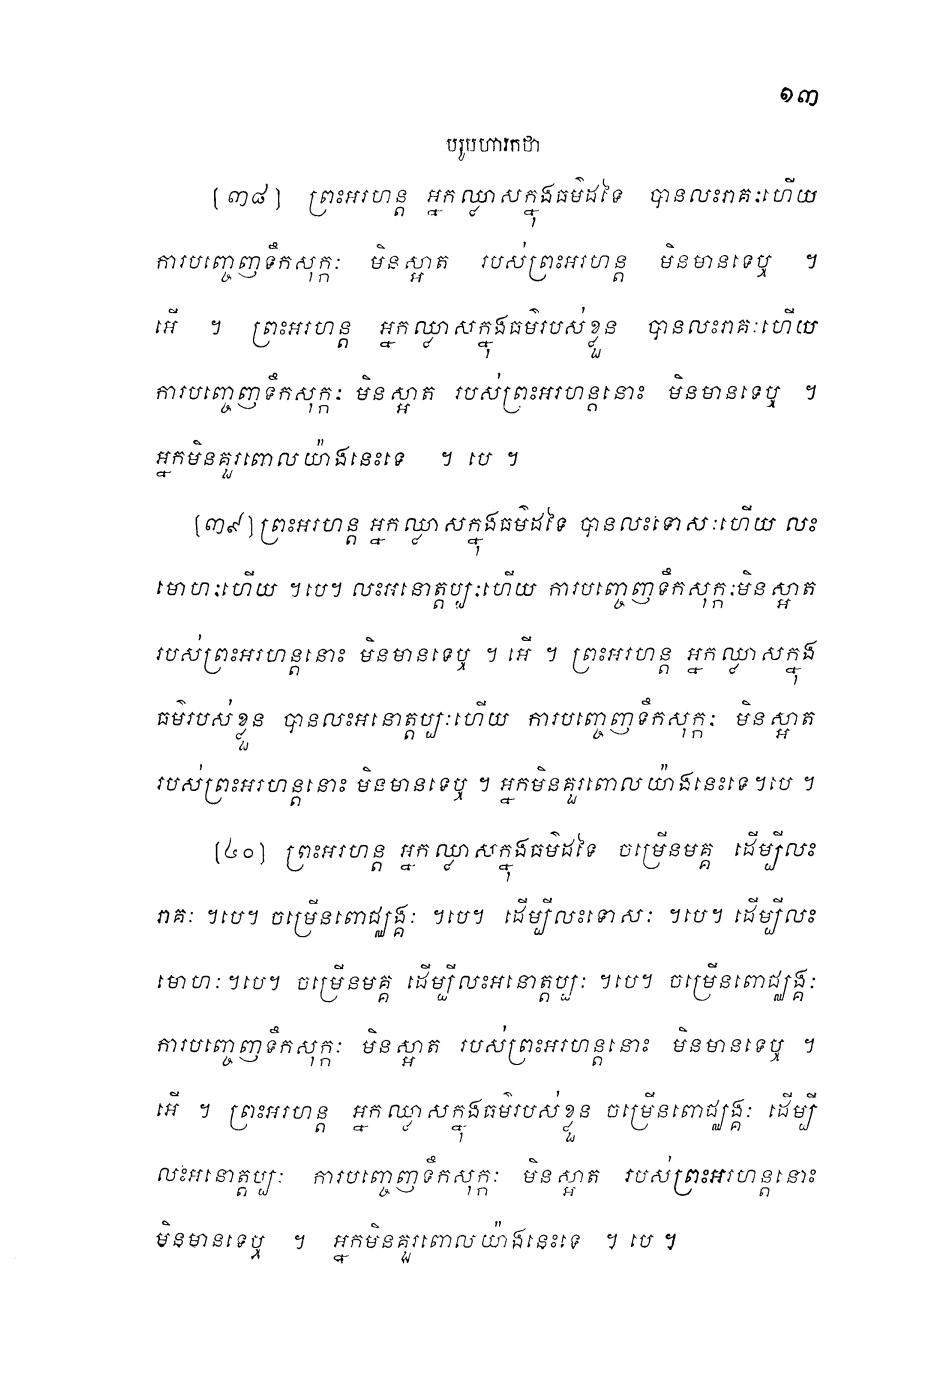 ១៣
បរូបហារកថា
(៣៨) ព្រះអរហន្ត អ្នកឈ្លាសក្នុងធម៌ដទៃ បានលះរាគៈហើយ
ការបញ្ចេញទឹកសុក្កៈ មិនស្អាត របស់ព្រះអរហន្ត មិនមានទេឬ ។
អើ ។ ព្រះអរហន្ត អ្នកឈ្លាសក្នុងធម៌របស់ខ្លួន បានលះរាគៈហើយ
ការបញ្ចេញទឹកសុក្កៈ មិនស្អាត របស់ព្រះអរហន្តនោះ មិនមានទេឬ ។
អ្នកមិនគួរពោលយ៉ាងនេះទេ ។ បេ ។
(៣៩) ព្រះអរហន្ត អ្នកឈ្លាសក្នុងធម៌ដទៃ បានលះទោសៈហើយ លះ
មោហៈហើយ ។បេ។ លះអនោត្តប្បៈហើយ ការបញ្ចេញទឹកសុក្កៈមិនស្អាត
របស់ព្រះអរហន្តនោះ មិនមានទេឬ ។ អើ ។ ព្រះអរហន្ត អ្នកឈ្លាសក្នុង
ធម៌របស់ខ្លួន បានលះអនោត្តប្បៈហើយ ការបញ្ចេញទឹកសុក្កៈ មិនស្អាត
របស់ព្រះអរហន្តនោះ មិនមានទេឬ ។ អ្នកមិនគួរពោលយ៉ាងនេះទេ ។បេ ។
(៤០) ព្រះអរហន្ត អ្នកឈ្លាសក្នុងធម៌ដទៃ ចម្រើនមគ្គ ដើម្បីលះ
រាគៈ ។បេ។ ចម្រើនពោជ្ឈង្គៈ ។បេ។ ដើម្បីលះទោសៈ ។បេ។ ដើម្បីលះ
មោហៈ ។បេ។ ចម្រើនមគ្គ ដើម្បីលះអនោត្តប្បៈ ។បេ។ ចម្រើនពោជ្ឈង្គៈ
ការបញ្ចេញទឹកសុក្កៈ មិនស្អាត របស់ព្រះអរហន្តនោះ មិនមានទេឬ ។
អើ ។ ព្រះអរហន្ត អ្នកឈ្លាសក្នុងធម៌របស់ខ្លួន ចម្រើនពោជ្ឈង្គៈ ដើម្បី
លះអនោត្តប្បៈ ការបញ្ចេញទឹកសុក្កៈ មិនស្អាត របស់ព្រះអរហន្តនោះ
មិនមានទេឬ ។ អ្នកមិនគួរពោលយ៉ាងនេះទេ ។ បេ ។